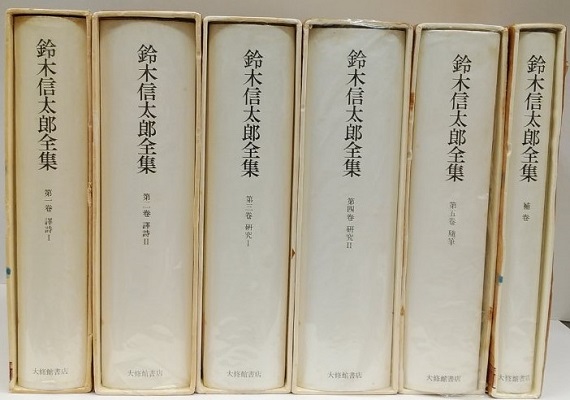 鈴木信太郎全集
第一巻 譯詩Ⅰ
大修館書店
鈴木信太郎全集
第二巻 譯詩Ⅱ
大修館書店
鈴木信太郎全集
第三巻 研究Ⅰ
大修館書店
鈴木信太郎全集
第四巻 研究Ⅱ
大修館書店
鈴木信太郎全集
第五巻 隨筆
大修館書店
鈴木信太郎全集
補巻
大修館書店